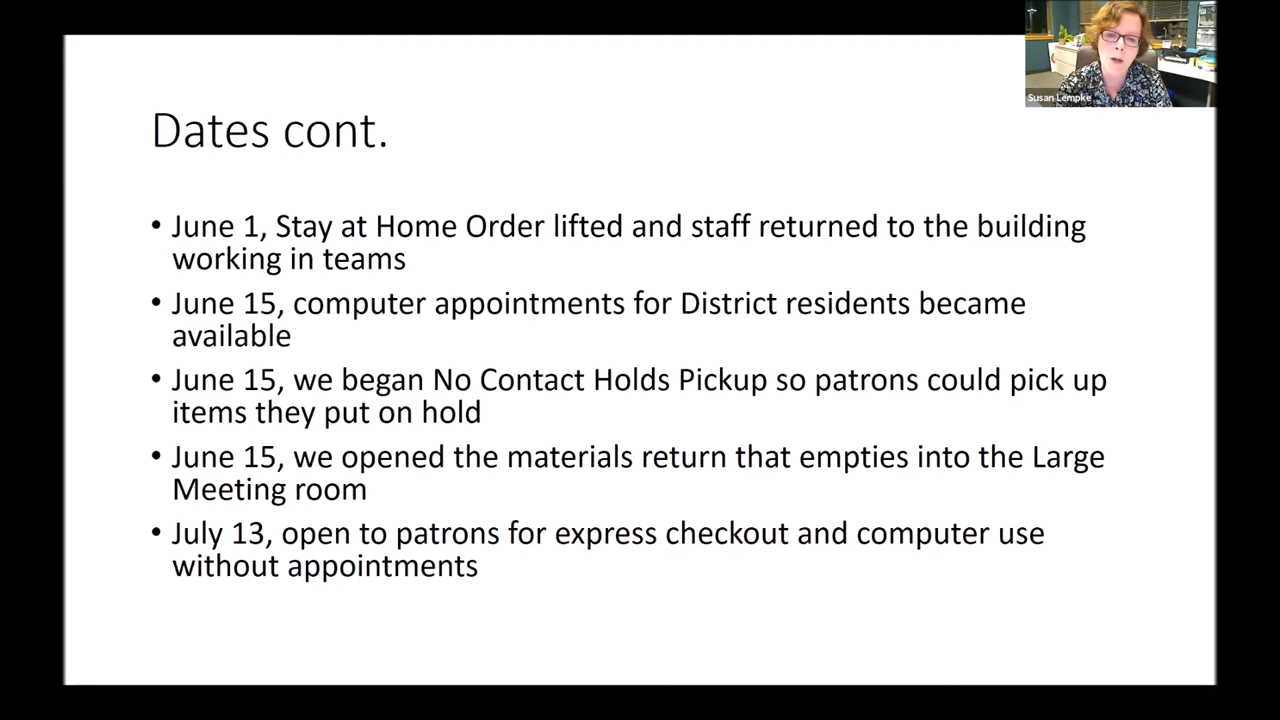 Susan Lempke
Dates cont.
• June 1, Stay at Home Order lifted and staff returned to the building
working in teams
• June 15, computer appointments for District residents became
available
• June 15, we began No Contact Holds Pickup so patrons could pick up
items they put on hold
• June 15, we opened the materials return that empties into the Large
Meeting room
• July 13, open to patrons for express checkout and computer use
without appointments